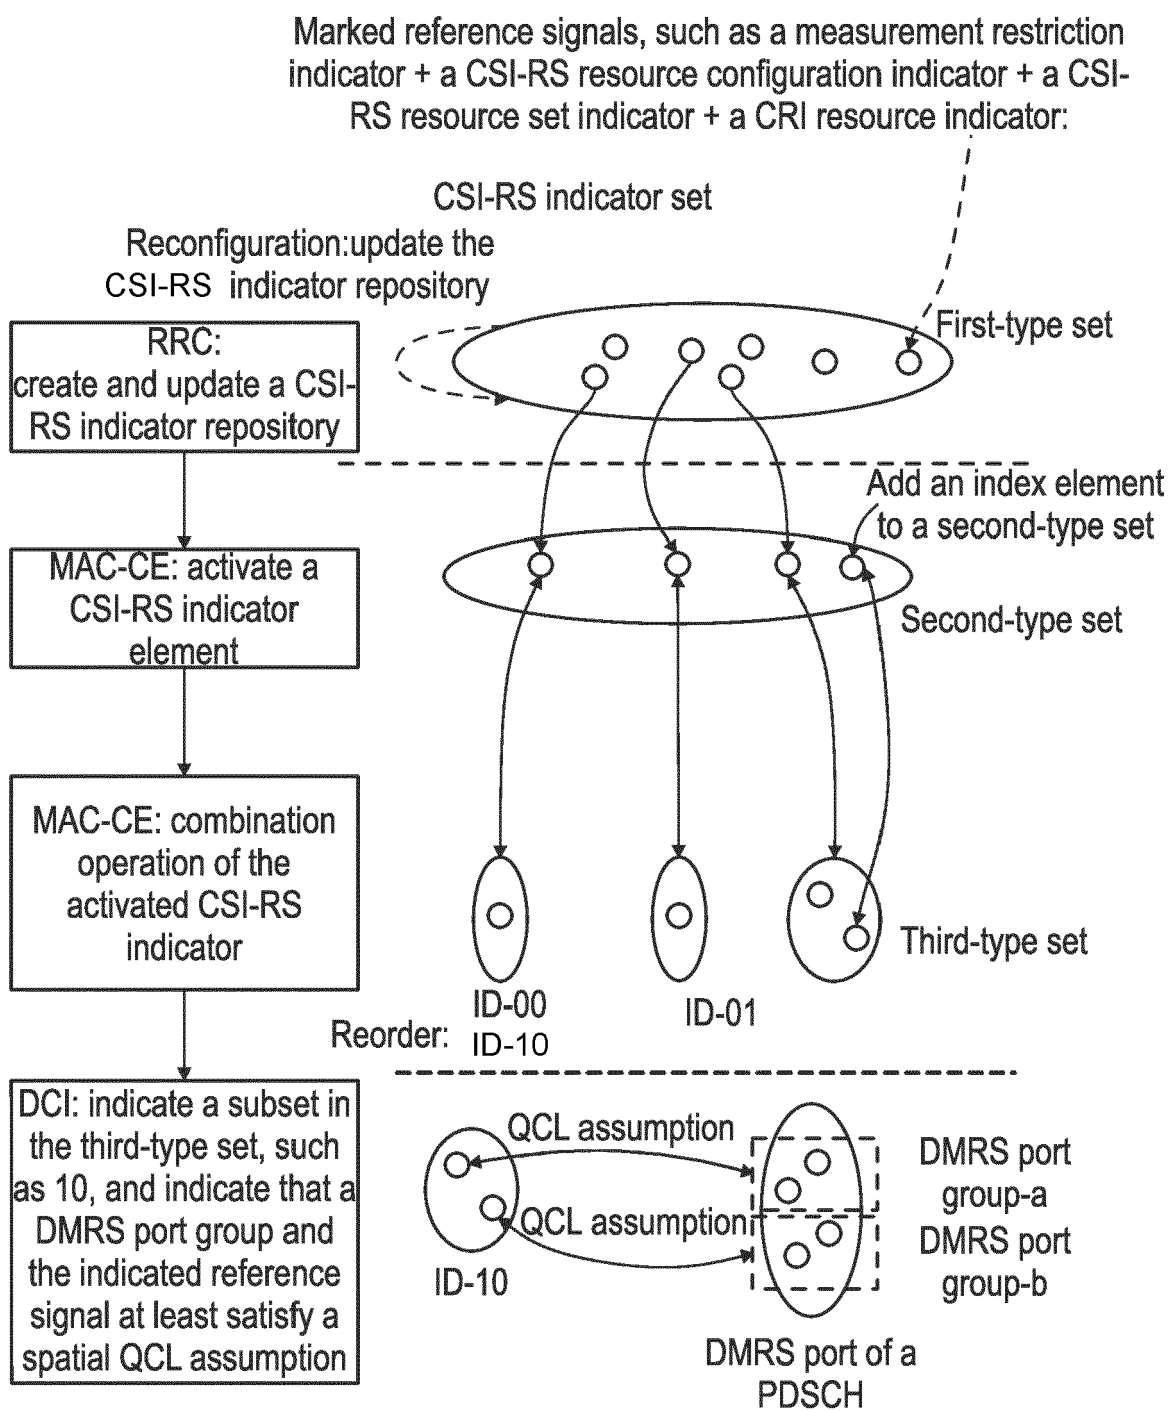 Marked reference signals, such as a measurement restriction
indicator + a CSI-RS resource configuration indicator + a CSI-
RS resource set indicator + a CRI resource indicator:
CSI-RS indicator set
Reconfiguration:update the
CSI-RS indicator repository
First-type set
RRC:
create and update a CSI-
RS indicator repository
Add an index element
to a second-type set
MAC-CE: activate a
CSI-RS indicator
element
Second-type set
MAC-CE: combination
operation of the
activated CSI-RS
indicator
Third-type set
ID-00
ID-01
Reorder:
ID-10
DCI: indicate a subset in
the third-type set, such
as 10, and indicate that a
DMRS port group and
the indicated reference
signal at least satisfy a
spatial QCL assumption
QCL assumption
QCL assumption
ID-10
DMRS port
group-a
DMRS port
group-b
DMRS port of a
PDSCH